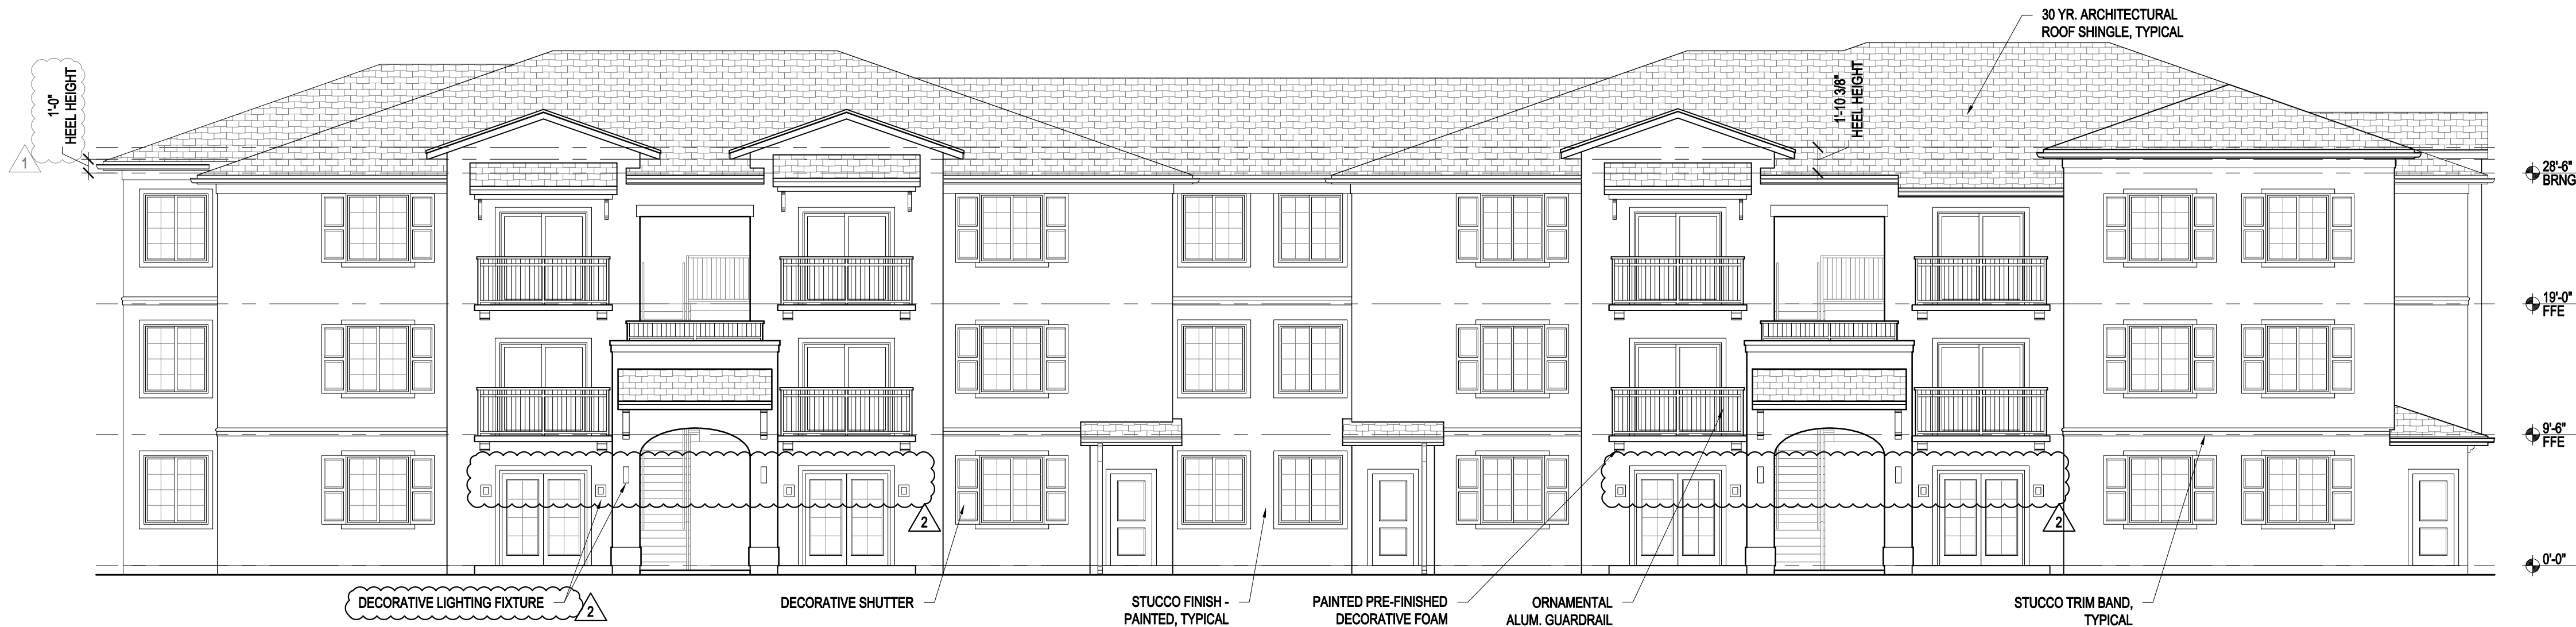 30 YR. ARCHITECTURAL
ROOF SHINGLE, TYPICAL
1'-0"
HEEL HEIGHT
1
1'-10 3/8"
HEEL HEIGHT
28'-6"
BRNG
19'-0"
FFE
9'-6"
FFE
2
2
0'-0"
DECORATIVE LIGHTING FIXTURE
2
DECORATIVE SHUTTER
STUCCO FINISH -
PAINTED, TYPICAL
PAINTED PRE-FINISHED
DECORATIVE FOAM
ORNAMENTAL
ALUM. GUARDRAIL
STUCCO TRIM BAND,
TYPICAL